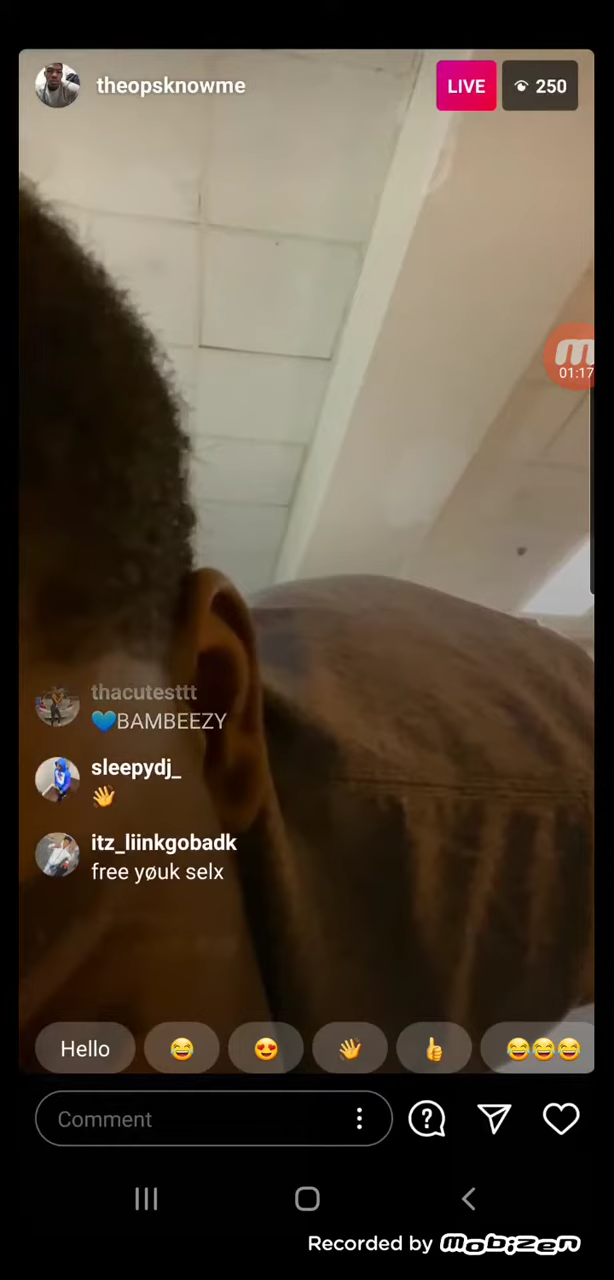 theopsknowme
LIVE
250
01:17
thacutesttt
💙BAMBEEZY
sleepydj_
👋
itz_liinkgobadk
free yøuk selx
Hello
😂
😍
👋
👍
😂😂😂
Comment
Recorded by Mobizen